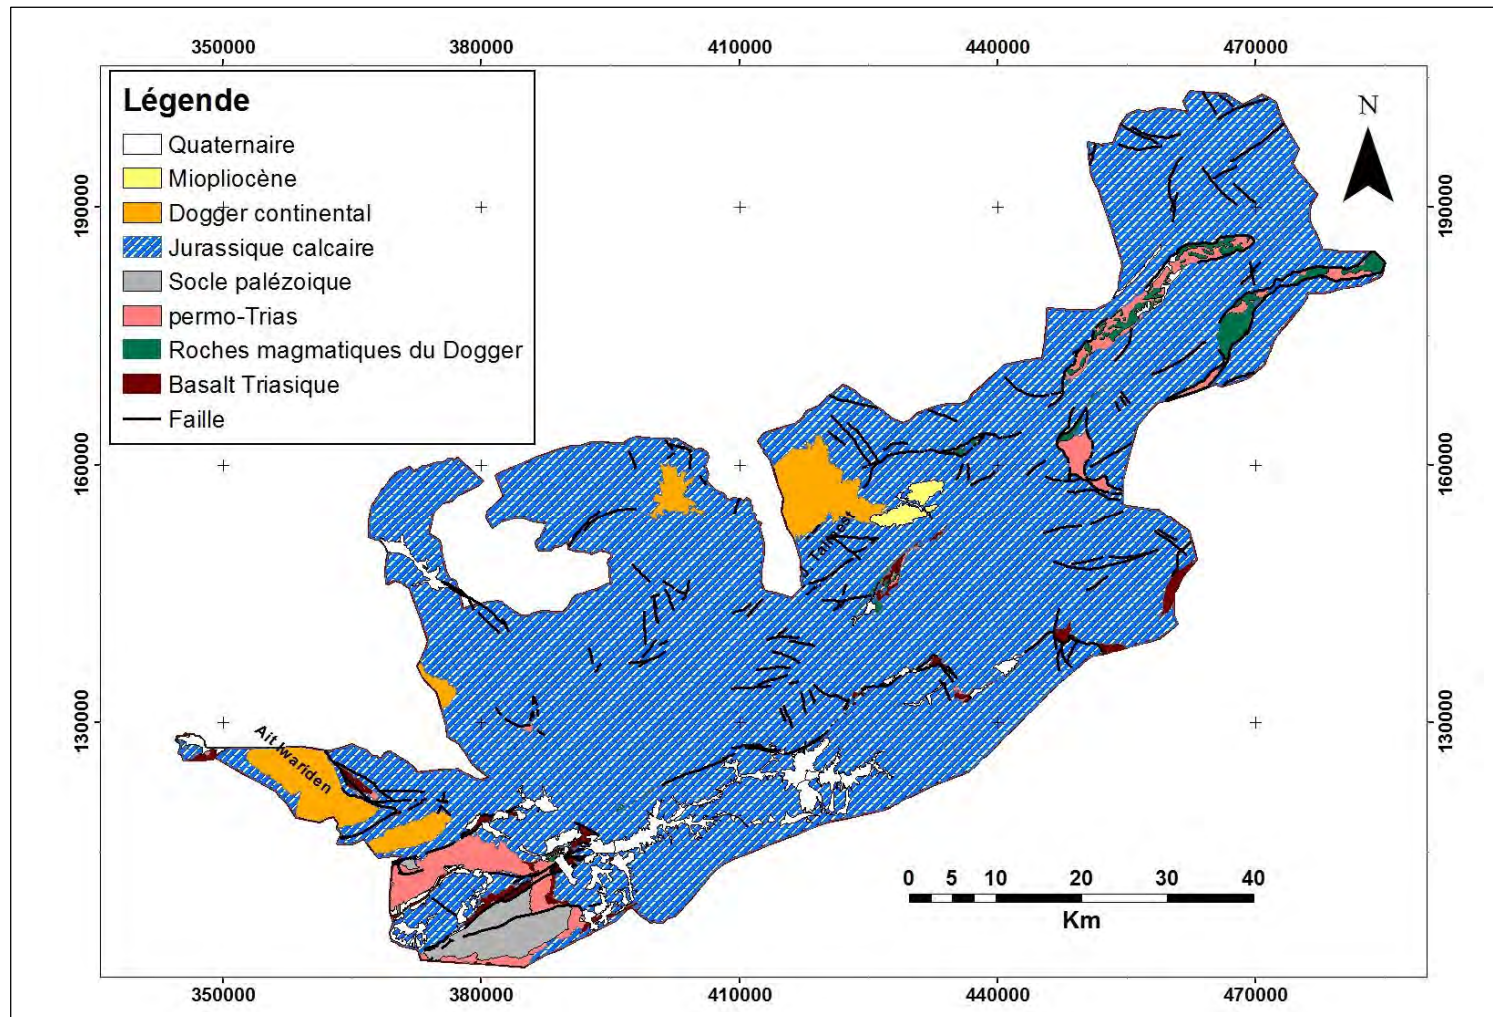 350000 380000 410000 440000 470000
N
Légende
Quaternaire
Miopliocène
Dogger continental
Jurassique calcaire
Socle palézoique
permo-Trias
Roches magmatiques du Dogger
Basalt Triasique
Faille
190000 190000
160000 160000
130000 130000
Ait Iwariden
0 5 10 20 30 40
Km
350000 380000 410000 440000 470000